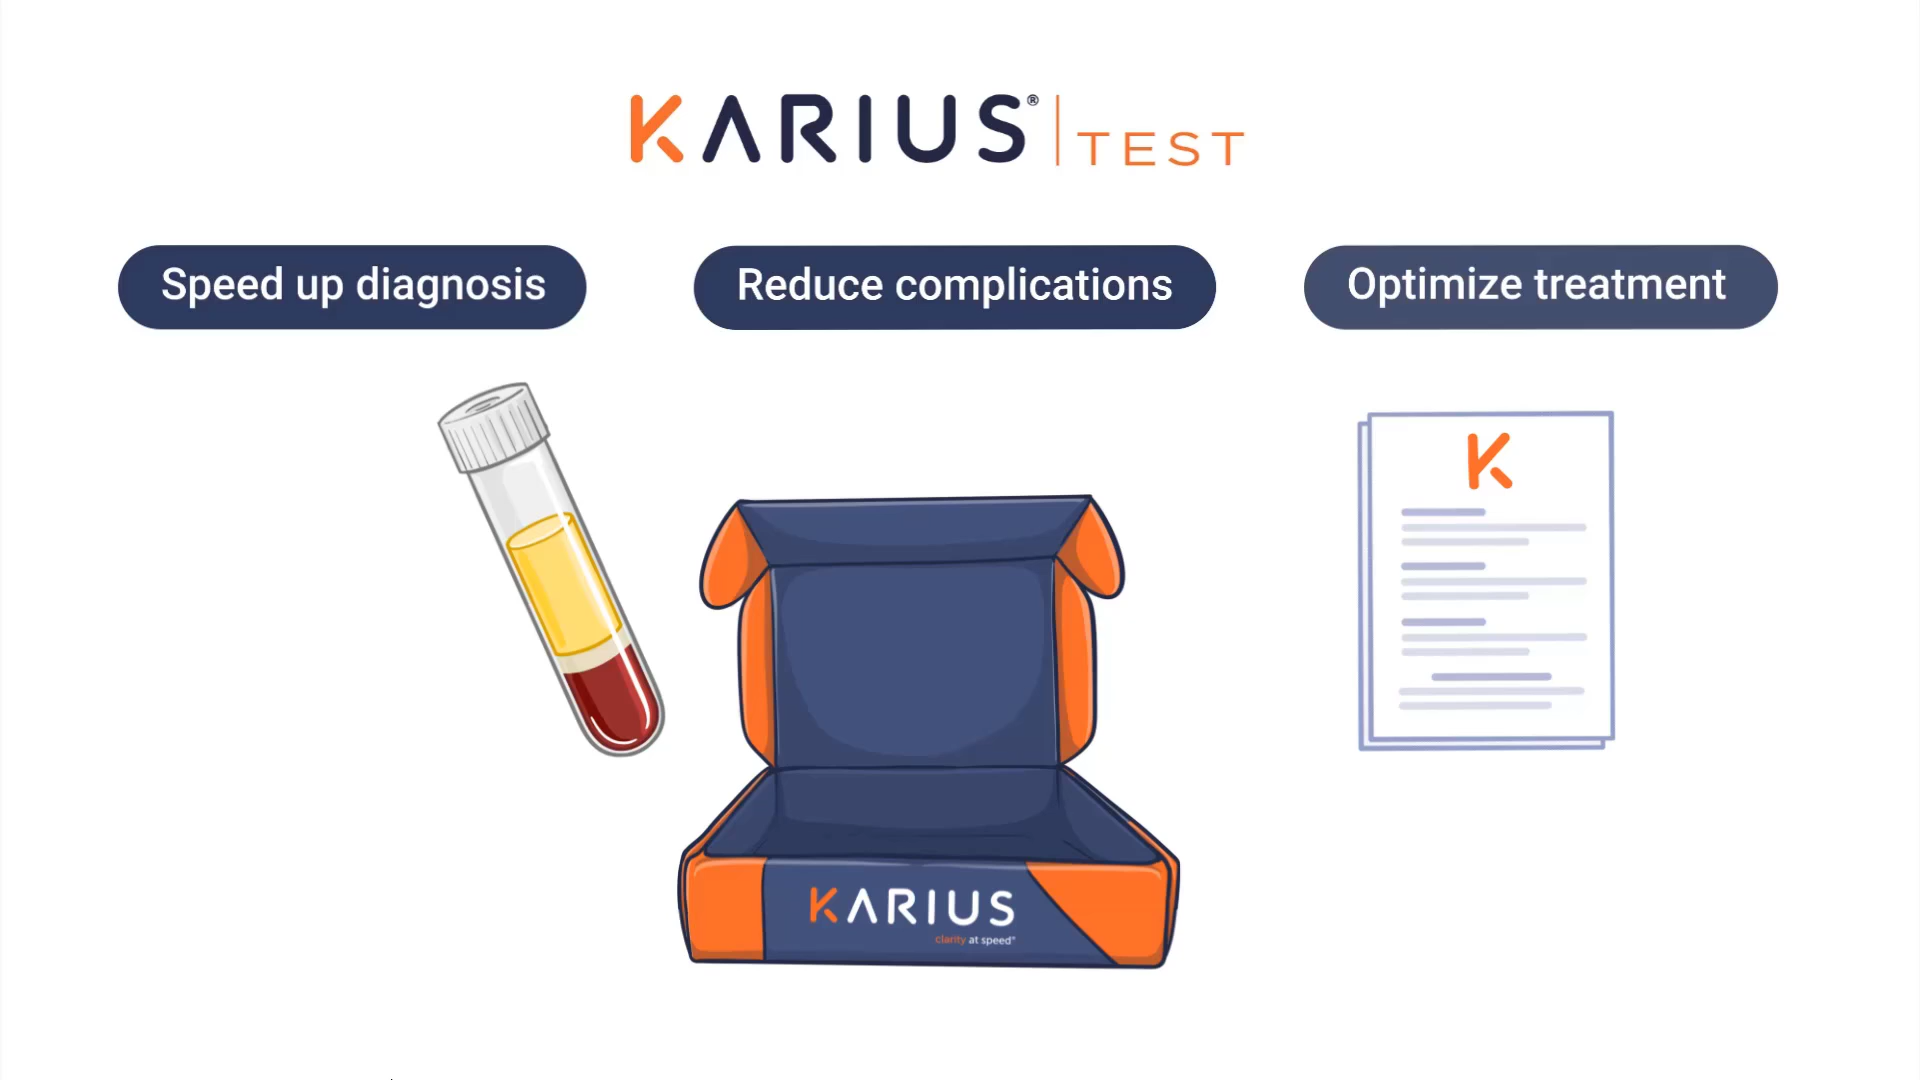 KARIUS® TEST
Speed up diagnosis
Reduce complications
Optimize treatment
K
KARIUS
clarity at speed®